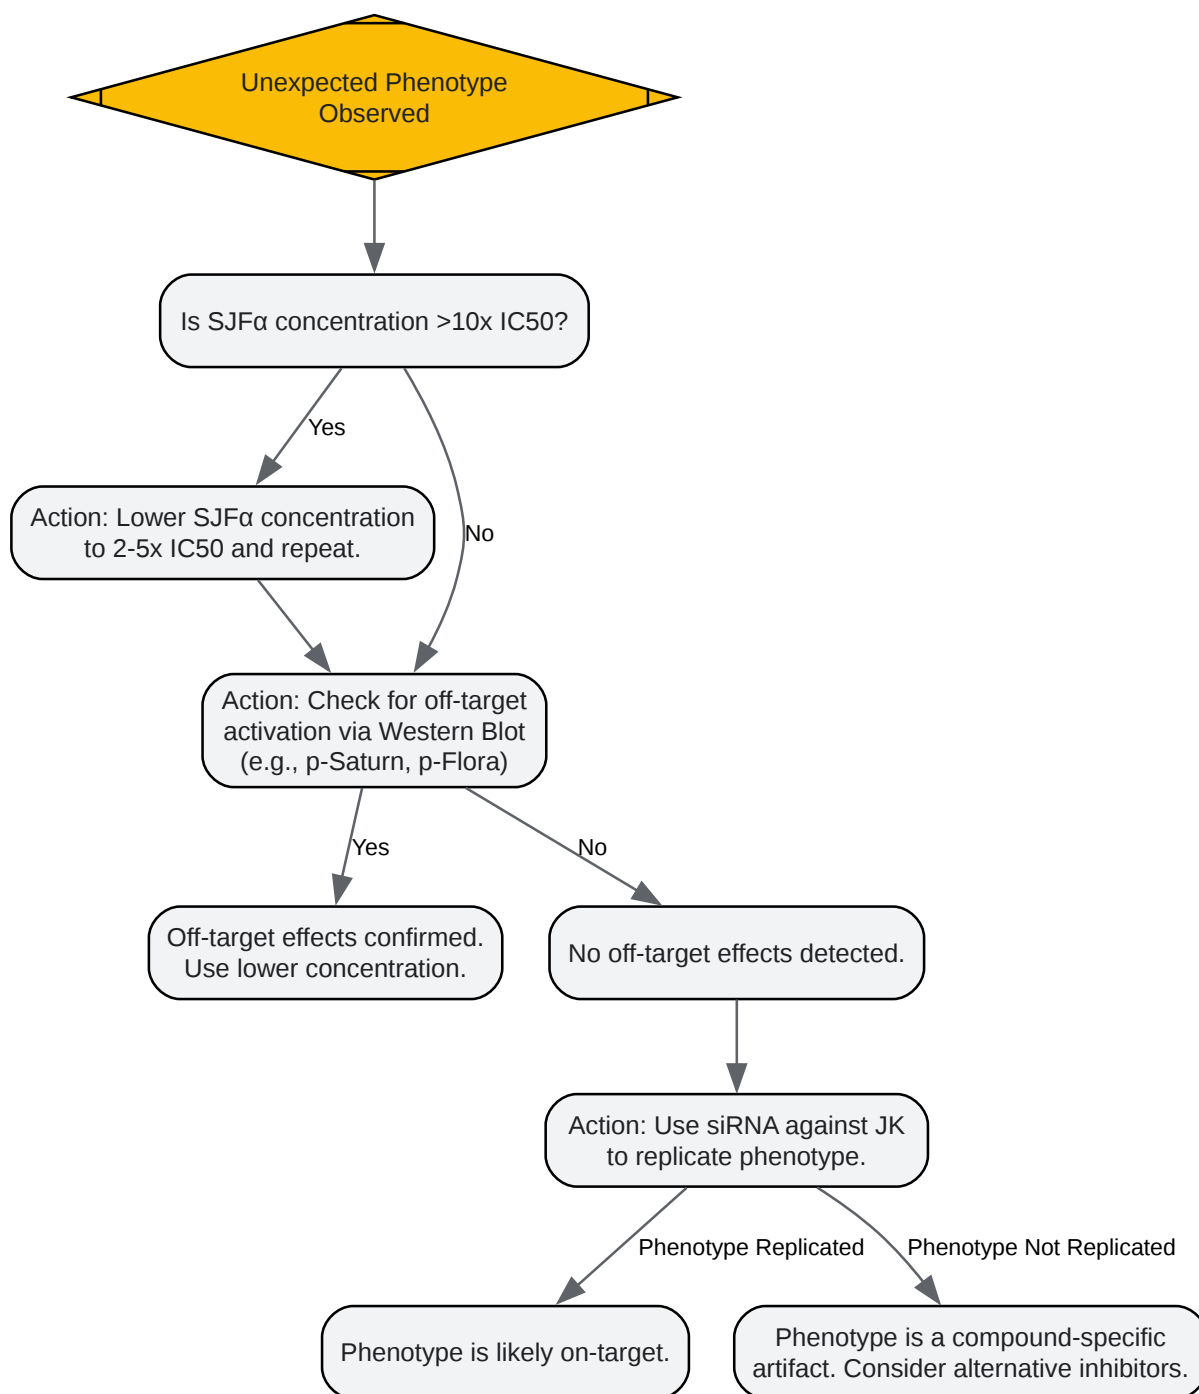 Unexpected Phenotype
Observed
Is SJFα concentration >10x IC50?
Yes
No
Action: Lower SJFα concentration
to 2-5x IC50 and repeat.
Action: Check for off-target
activation via Western Blot
(e.g., p-Saturn, p-Flora)
Yes
No
Off-target effects confirmed.
Use lower concentration.
No off-target effects detected.
Action: Use siRNA against JK
to replicate phenotype.
Phenotype Replicated
Phenotype Not Replicated
Phenotype is likely on-target.
Phenotype is a compound-specific
artifact. Consider alternative inhibitors.